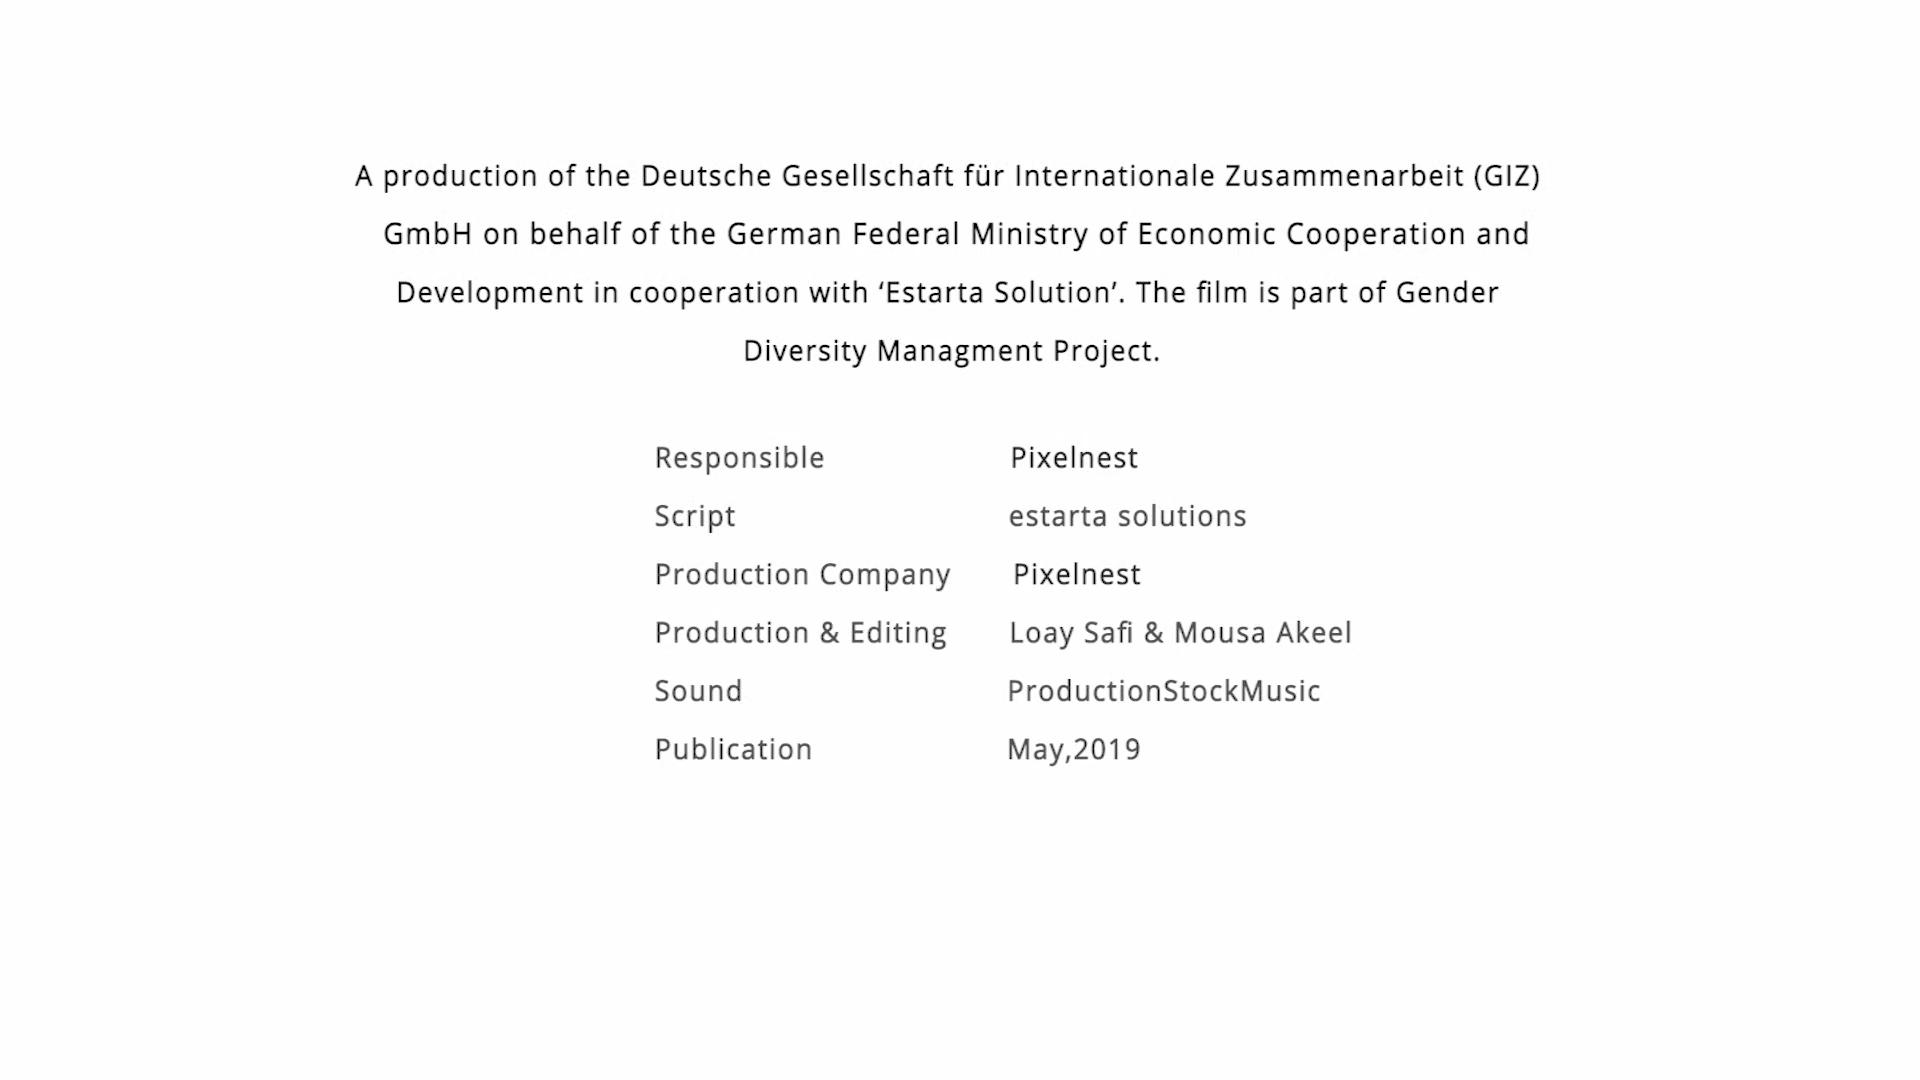 A production of the Deutsche Gesellschaft für Internationale Zusammenarbeit (GIZ)
GmbH on behalf of the German Federal Ministry of Economic Cooperation and
Development in cooperation with ‘Estarta Solution’. The film is part of Gender
Diversity Managment Project.
Responsible Pixelnest
Script estarta solutions
Production Company Pixelnest
Production & Editing Loay Safi & Mousa Akeel
Sound ProductionStockMusic
Publication May,2019